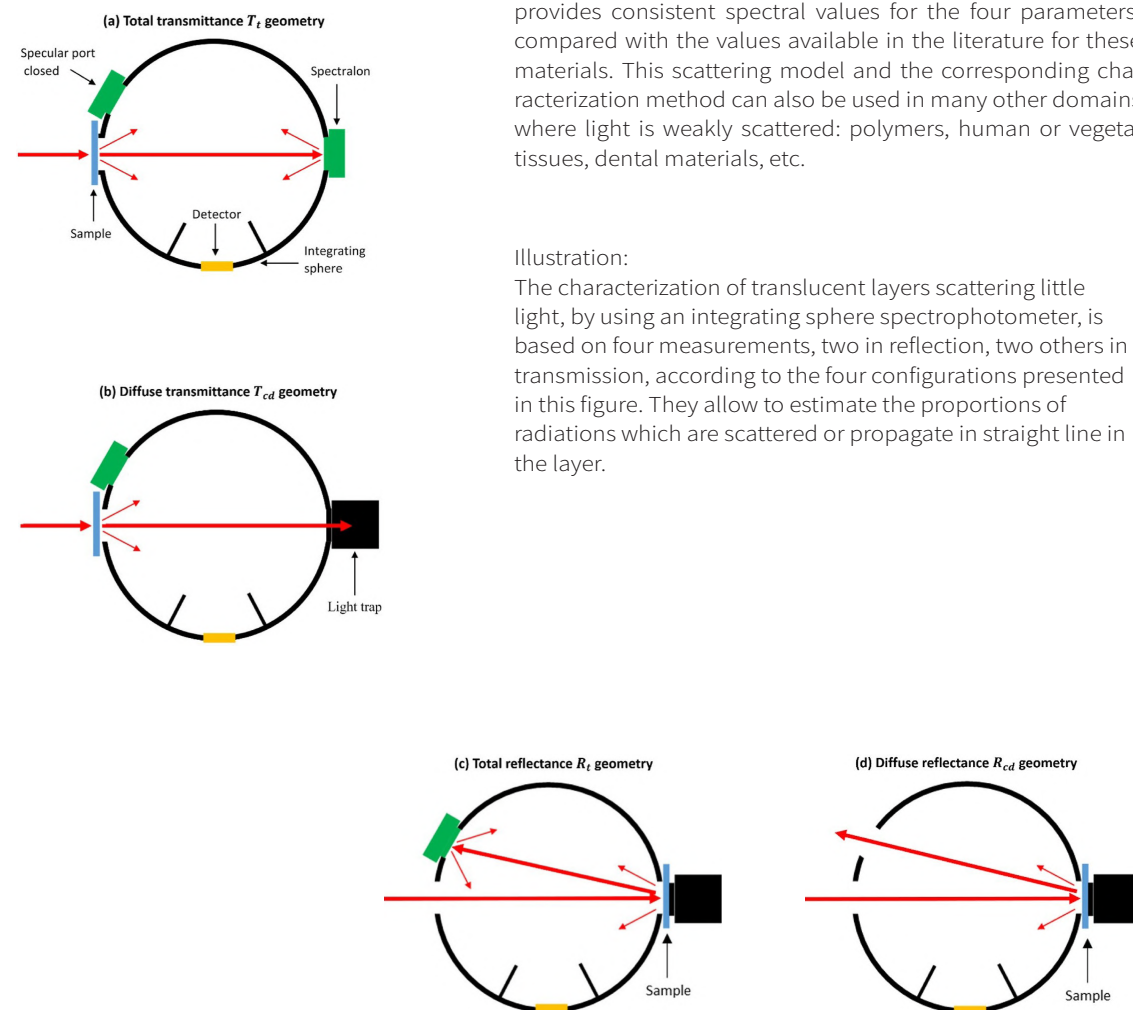 (a) Total transmittance Tₜ geometry
Specular port
closed
Spectralon
Sample
Detector
Integrating
sphere
provides consistent spectral values for the four parameters
compared with the values available in the literature for these
materials. This scattering model and the corresponding cha-
racterization method can also be used in many other domains
where light is weakly scattered: polymers, human or vegetal
tissues, dental materials, etc.
Illustration:
The characterization of translucent layers scattering little
light, by using an integrating sphere spectrophotometer, is
based on four measurements, two in reflection, two others in
transmission, according to the four configurations presented
in this figure. They allow to estimate the proportions of
radiations which are scattered or propagate in straight line in
the layer.
(b) Diffuse transmittance T_cd geometry
Light trap
(c) Total reflectance Rₜ geometry
Sample
(d) Diffuse reflectance R_cd geometry
Sample